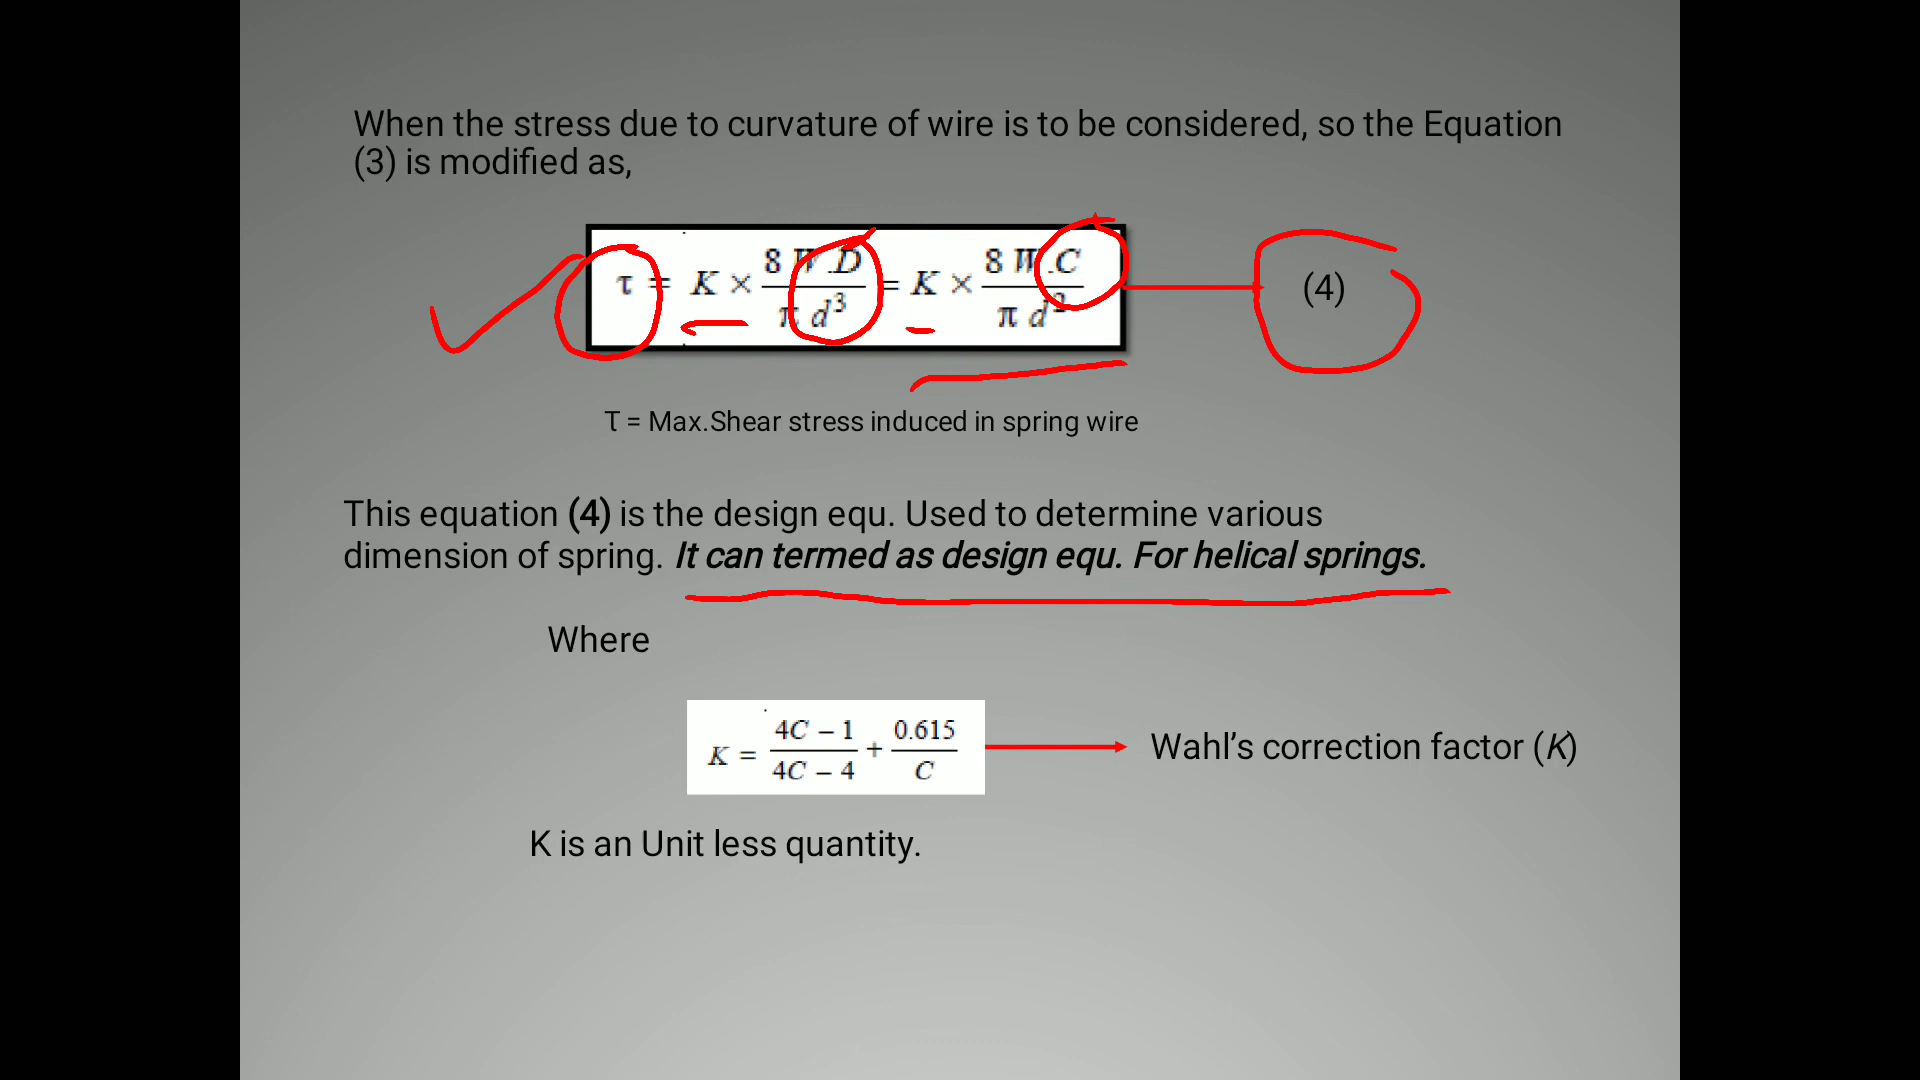 When the stress due to curvature of wire is to be considered, so the Equation
(3) is modified as,
τ = K × 8 W.D / π d³ = K × 8 W.C / π d²
(4)
Ʈ = Max.Shear stress induced in spring wire
This equation (4) is the design equ. Used to determine various
dimension of spring. It can termed as design equ. For helical springs.
Where
K = 4C – 1 / 4C – 4 + 0.615 / C
Wahl’s correction factor (K)
K is an Unit less quantity.